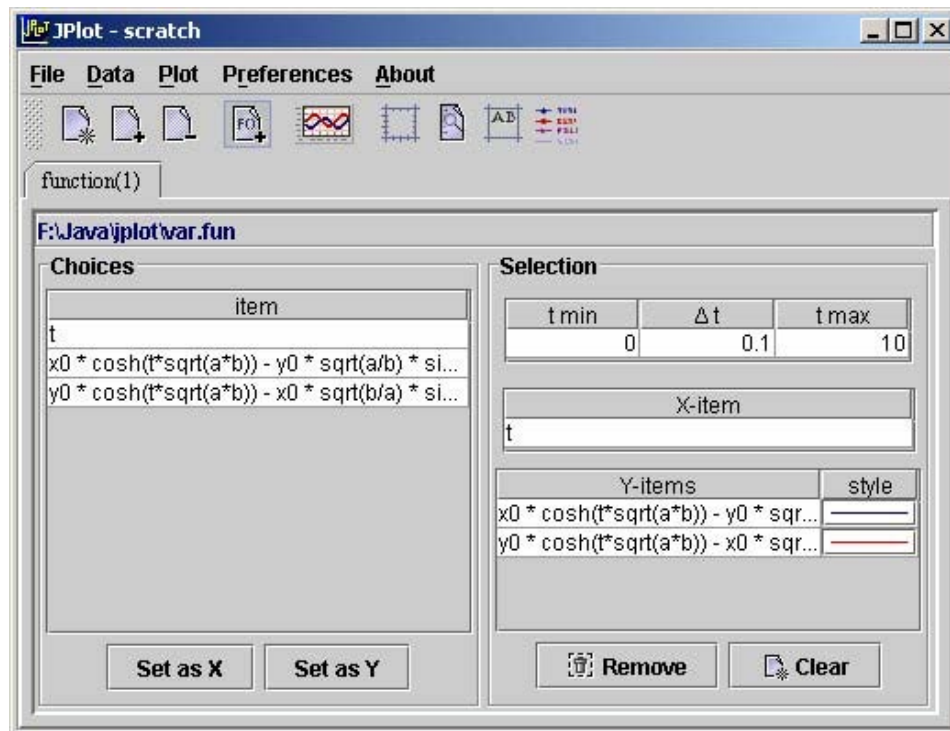 JPlot - scratch
File Data Plot Preferences About
FO
AB
function(1)
F:\Java\jplot\var.fun
Choices
item
t
x0 * cosh(t*sqrt(a*b)) - y0 * sqrt(a/b) * si...
y0 * cosh(t*sqrt(a*b)) - x0 * sqrt(b/a) * si...
Set as X Set as Y
Selection
t min Δ t t max
0 0.1 10
X-item
t
Y-items style
x0 * cosh(t*sqrt(a*b)) - y0 * sqr...
y0 * cosh(t*sqrt(a*b)) - x0 * sqr...
Remove Clear